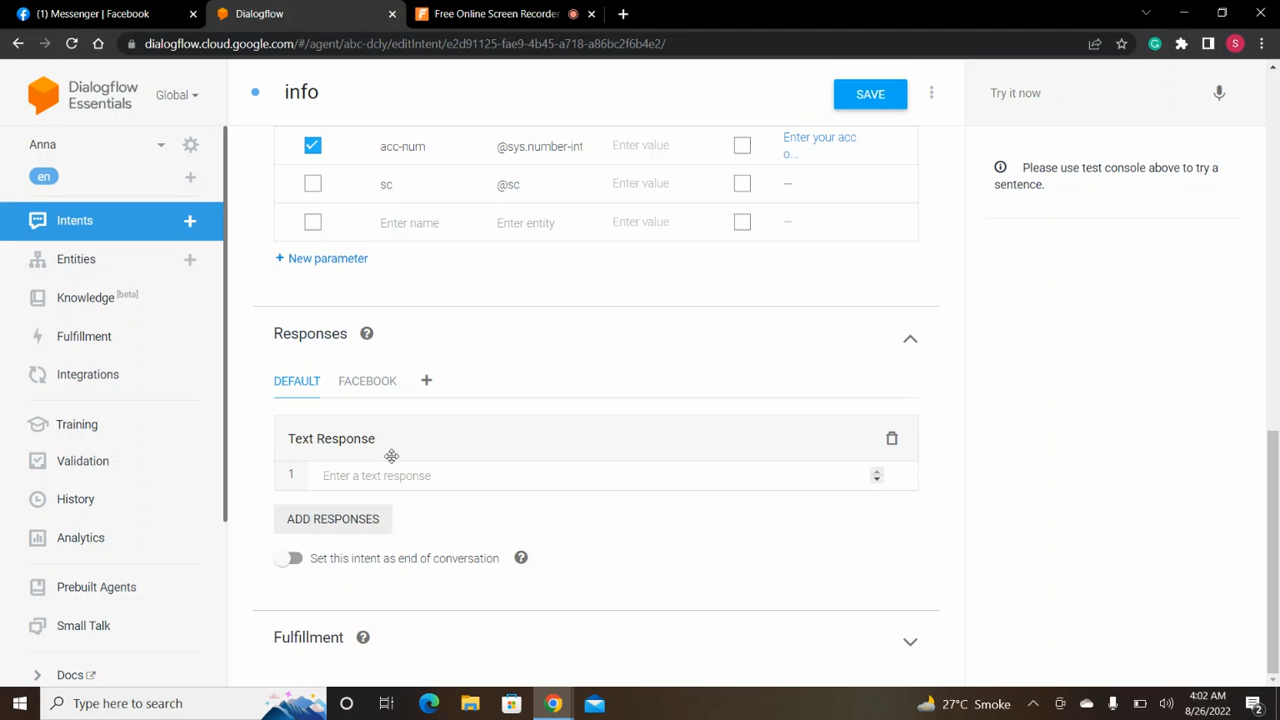 (1) Messenger | Facebook
Dialogflow
Free Online Screen Recorder
dialogflow.cloud.google.com/#/agent/abc-dcly/editIntent/e2d91125-fae9-4b45-a718-a86bc2f6b4e2/
S
Dialogflow
Essentials
Global
info
SAVE
Try it now
Please use test console above to try a
sentence.
Anna
en
Intents
Entities
Knowledge [beta]
Fulfillment
Integrations
Training
Validation
History
Analytics
Prebuilt Agents
Small Talk
Docs
acc-num @sys.number-int Enter value Enter your acc
o...
sc @sc Enter value —
Enter name Enter entity Enter value —
+ New parameter
Responses ?
DEFAULT FACEBOOK +
Text Response
1 Enter a text response
ADD RESPONSES
Set this intent as end of conversation ?
Fulfillment ?
Type here to search
27°C Smoke
4:02 AM
8/26/2022
2